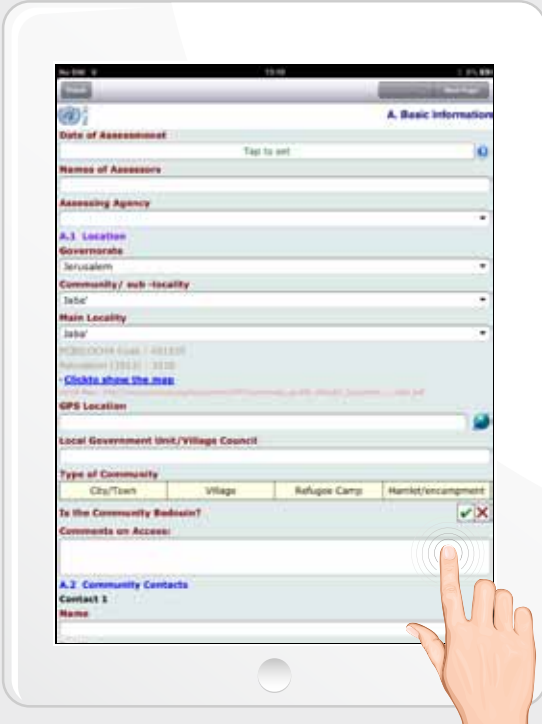 A. Basic Information
Date of Assessment
Tap to set
Names of Assessors
Assessing Agency
A.1 Location
Governorate
Jerusalem
Community/ sub -locality
Jaba'
Main Locality
Jaba'
Clickto show the map
GPS Location
Local Government Unit/Village Council
Type of Community
City/Town Village Refugee Camp Hamlet/encampment
Is the Community Bedouin?
Comments on Access:
A.2 Community Contacts
Contact 1
Name